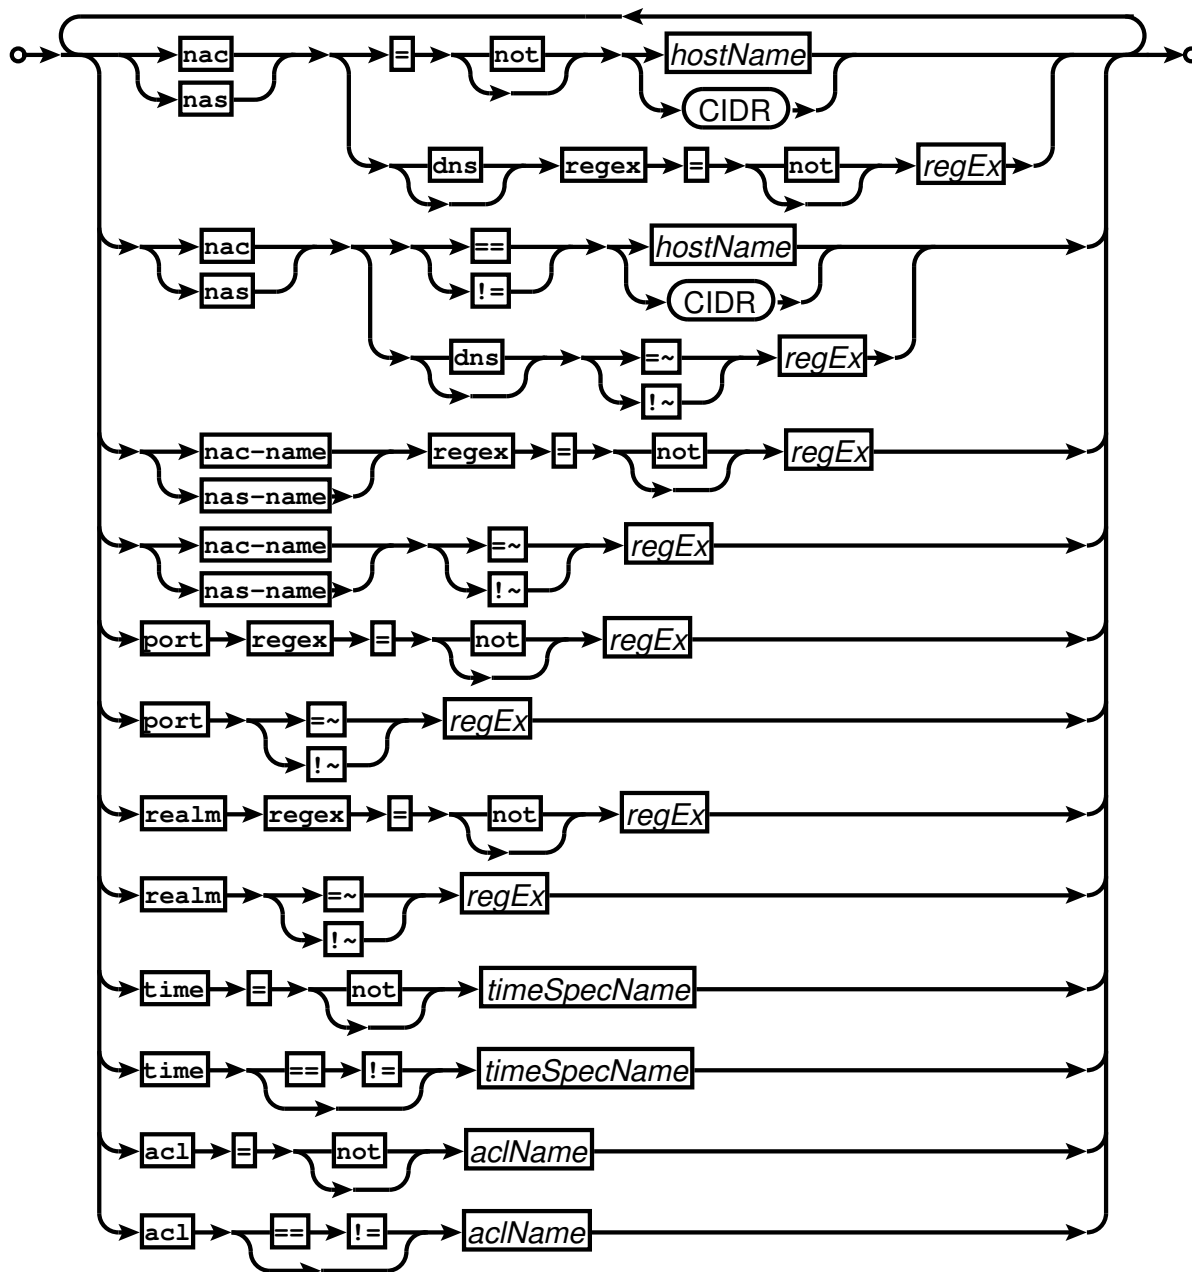 nac = not hostName
nas CIDR
dns regex = not regEx
nac == hostName
nas != CIDR
dns =~ regEx
!~
nac-name regex = not regEx
nas-name
nac-name =~ regEx
nas-name !~
port regex = not regEx
port =~ regEx
!~
realm regex = not regEx
realm =~ regEx
!~
time = not timeSpecName
time == != timeSpecName
acl = not aclName
acl == != aclName